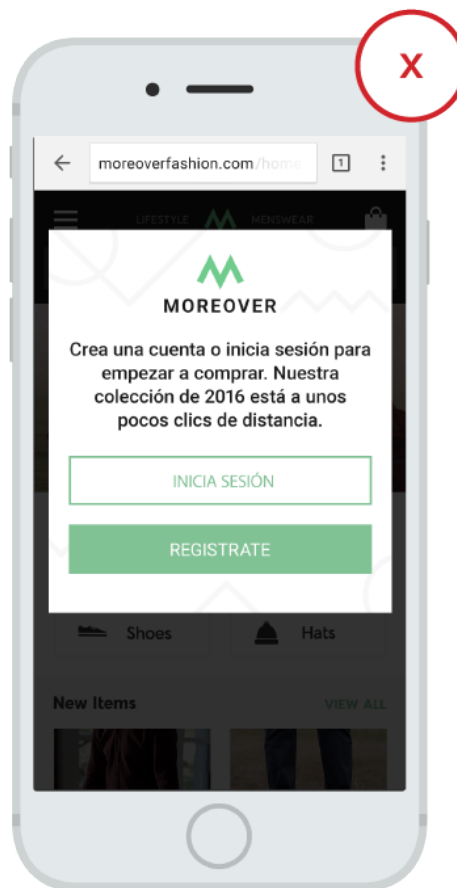 X
moreoverfashion.com/home
1
LIFESTYLE MENSWEAR
MOREOVER
Crea una cuenta o inicia sesión para
empezar a comprar. Nuestra
colección de 2016 está a unos
pocos clics de distancia.
INICIA SESIÓN
REGISTRATE
Shoes Hats
New Items VIEW ALL